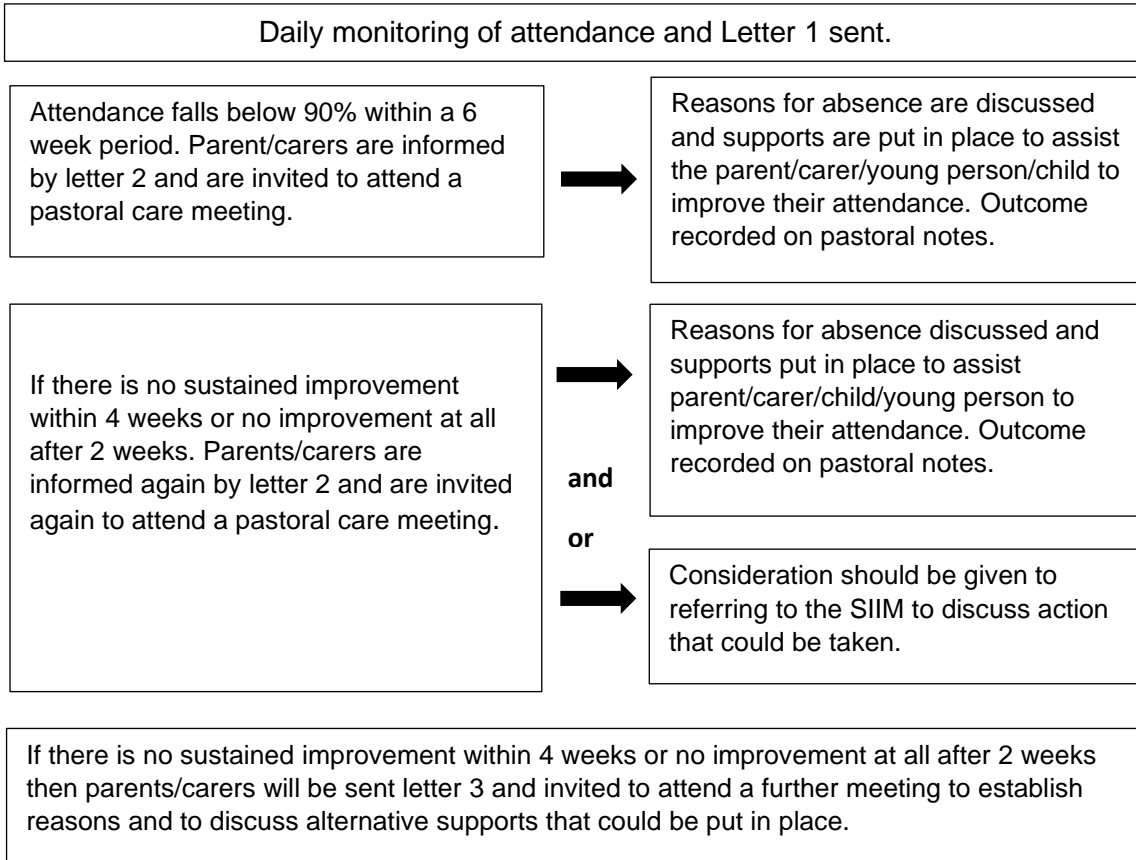 Daily monitoring of attendance and Letter 1 sent.
Attendance falls below 90% within a 6
week period. Parent/carers are informed
by letter 2 and are invited to attend a
pastoral care meeting.
Reasons for absence are discussed
and supports are put in place to assist
the parent/carer/young person/child to
improve their attendance. Outcome
recorded on pastoral notes.
If there is no sustained improvement
within 4 weeks or no improvement at all
after 2 weeks. Parents/carers are
informed again by letter 2 and are invited
again to attend a pastoral care meeting.
Reasons for absence discussed and
supports put in place to assist
parent/carer/child/young person to
improve their attendance. Outcome
recorded on pastoral notes.
and
or
Consideration should be given to
referring to the SIIM to discuss action
that could be taken.
If there is no sustained improvement within 4 weeks or no improvement at all after 2 weeks
then parents/carers will be sent letter 3 and invited to attend a further meeting to establish
reasons and to discuss alternative supports that could be put in place.